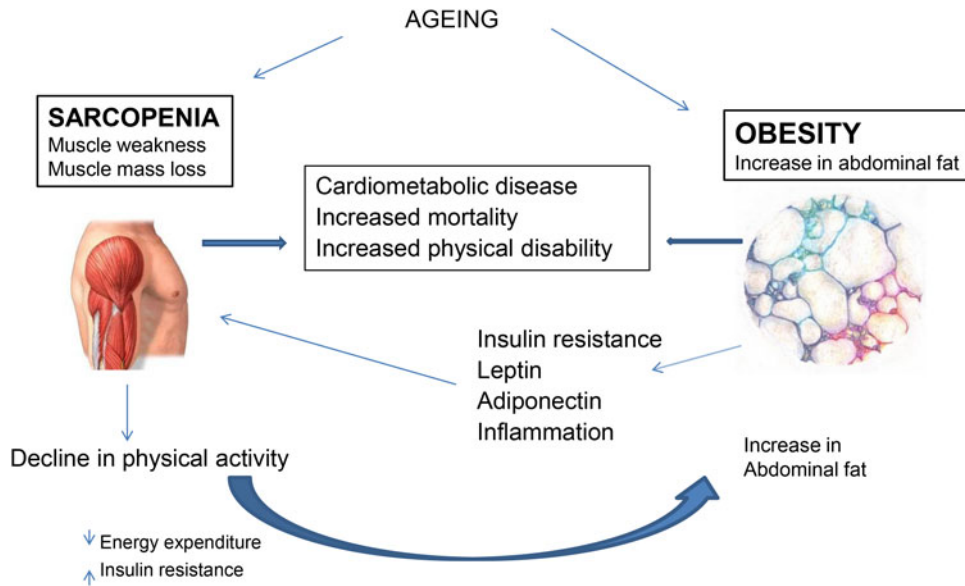 AGEING
SARCOPENIA
Muscle weakness
Muscle mass loss
OBESITY
Increase in abdominal fat
Cardiometabolic disease
Increased mortality
Increased physical disability
Insulin resistance
Leptin
Adiponectin
Inflammation
Decline in physical activity
Increase in
Abdominal fat
Energy expenditure
Insulin resistance